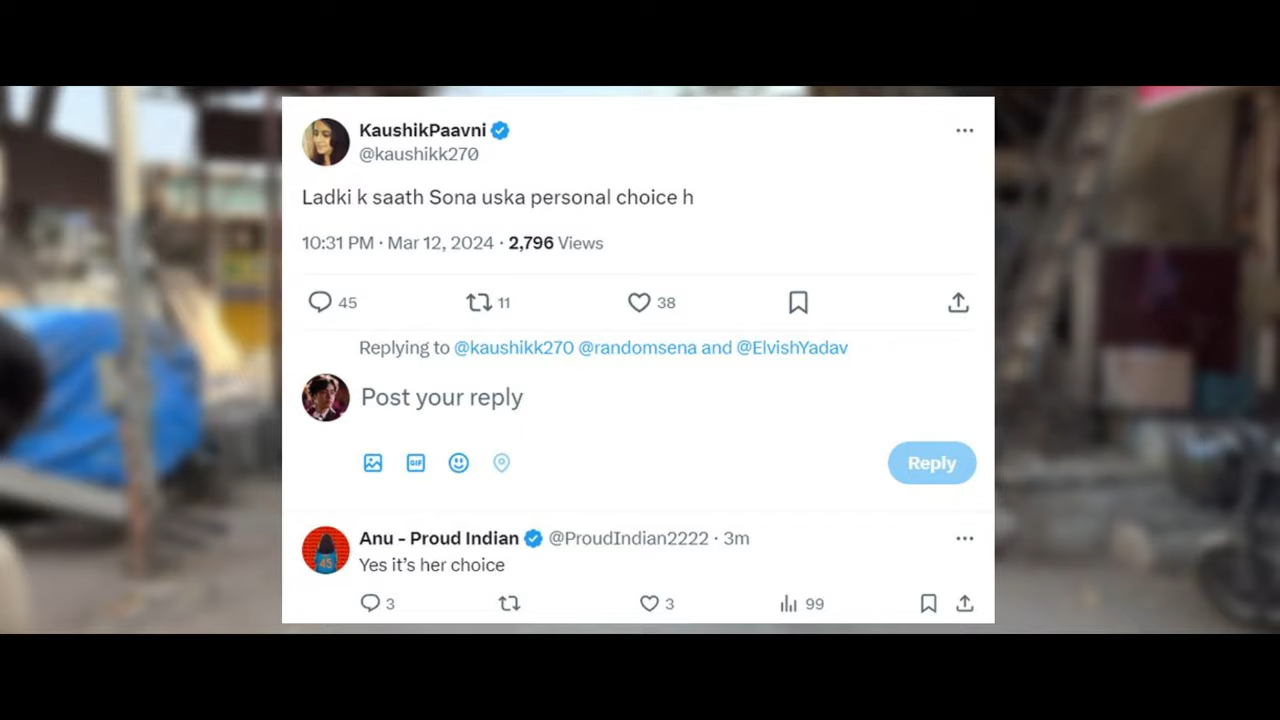 KaushikPaavni
@kaushikk270
Ladki k saath Sona uska personal choice h
10:31 PM · Mar 12, 2024 · 2,796 Views
45 11 38
Replying to @kaushikk270 @randomsena and @ElvishYadav
Post your reply
GIF
Reply
Anu - Proud Indian @ProudIndian2222 · 3m
45
Yes it’s her choice
3 3 99